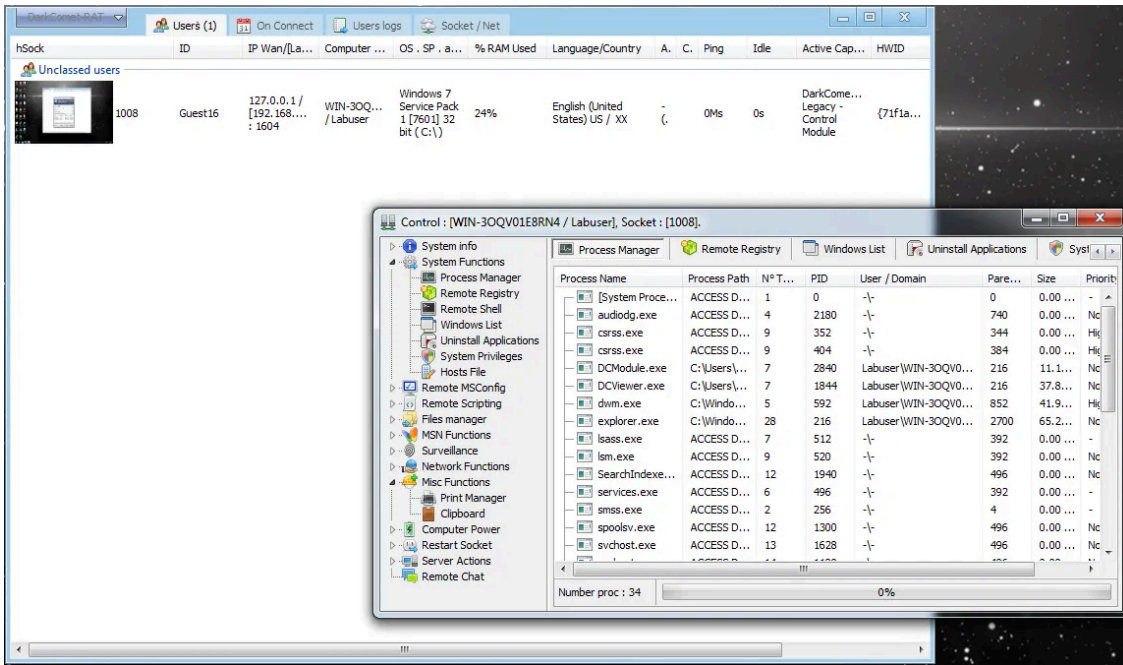 DarkComet-RAT
Users (1)
On Connect
Users logs
Socket / Net
hSock ID IP Wan/[La... Computer ... OS . SP . a... % RAM Used Language/Country A. C. Ping Idle Active Cap... HWID
Unclassed users
1008 Guest16 127.0.0.1 / [192.168.... : 1604 WIN-3OQ... / Labuser Windows 7 Service Pack 1 [7601] 32 bit ( C:\ ) 24% English (United States) US / XX - (. 0Ms 0s DarkCome... Legacy - Control Module {71f1a...
Control : [WIN-3OQV01E8RN4 / Labuser], Socket : [1008].
System info
System Functions
Process Manager
Remote Registry
Remote Shell
Windows List
Uninstall Applications
System Privileges
Hosts File
Remote MSConfig
Remote Scripting
Files manager
MSN Functions
Surveillance
Network Functions
Misc Functions
Print Manager
Clipboard
Computer Power
Restart Socket
Server Actions
Remote Chat
Process Manager Remote Registry Windows List Uninstall Applications Syst
Process Name Process Path N° T... PID User / Domain Pare... Size Priority
[System Proce... ACCESS D... 1 0 -\- 0 0.00 ... -
audiodg.exe ACCESS D... 4 2180 -\- 740 0.00 ... No
csrss.exe ACCESS D... 9 352 -\- 344 0.00 ... Hig
csrss.exe ACCESS D... 9 404 -\- 384 0.00 ... Hig
DCModule.exe C:\Users\... 7 2840 Labuser\WIN-3OQV0... 216 11.1... No
DCViewer.exe C:\Users\... 7 1844 Labuser\WIN-3OQV0... 216 37.8... No
dwm.exe C:\Windo... 5 592 Labuser\WIN-3OQV0... 852 41.9... Hig
explorer.exe C:\Windo... 28 216 Labuser\WIN-3OQV0... 2700 65.2... No
lsass.exe ACCESS D... 7 512 -\- 392 0.00 ... -
lsm.exe ACCESS D... 9 520 -\- 392 0.00 ... No
SearchIndexe... ACCESS D... 12 1940 -\- 496 0.00 ... No
services.exe ACCESS D... 6 496 -\- 392 0.00 ... -
smss.exe ACCESS D... 2 256 -\- 4 0.00 ... -
spoolsv.exe ACCESS D... 12 1300 -\- 496 0.00 ... No
svchost.exe ACCESS D... 13 1628 -\- 496 0.00 ... No
Number proc : 34
0%